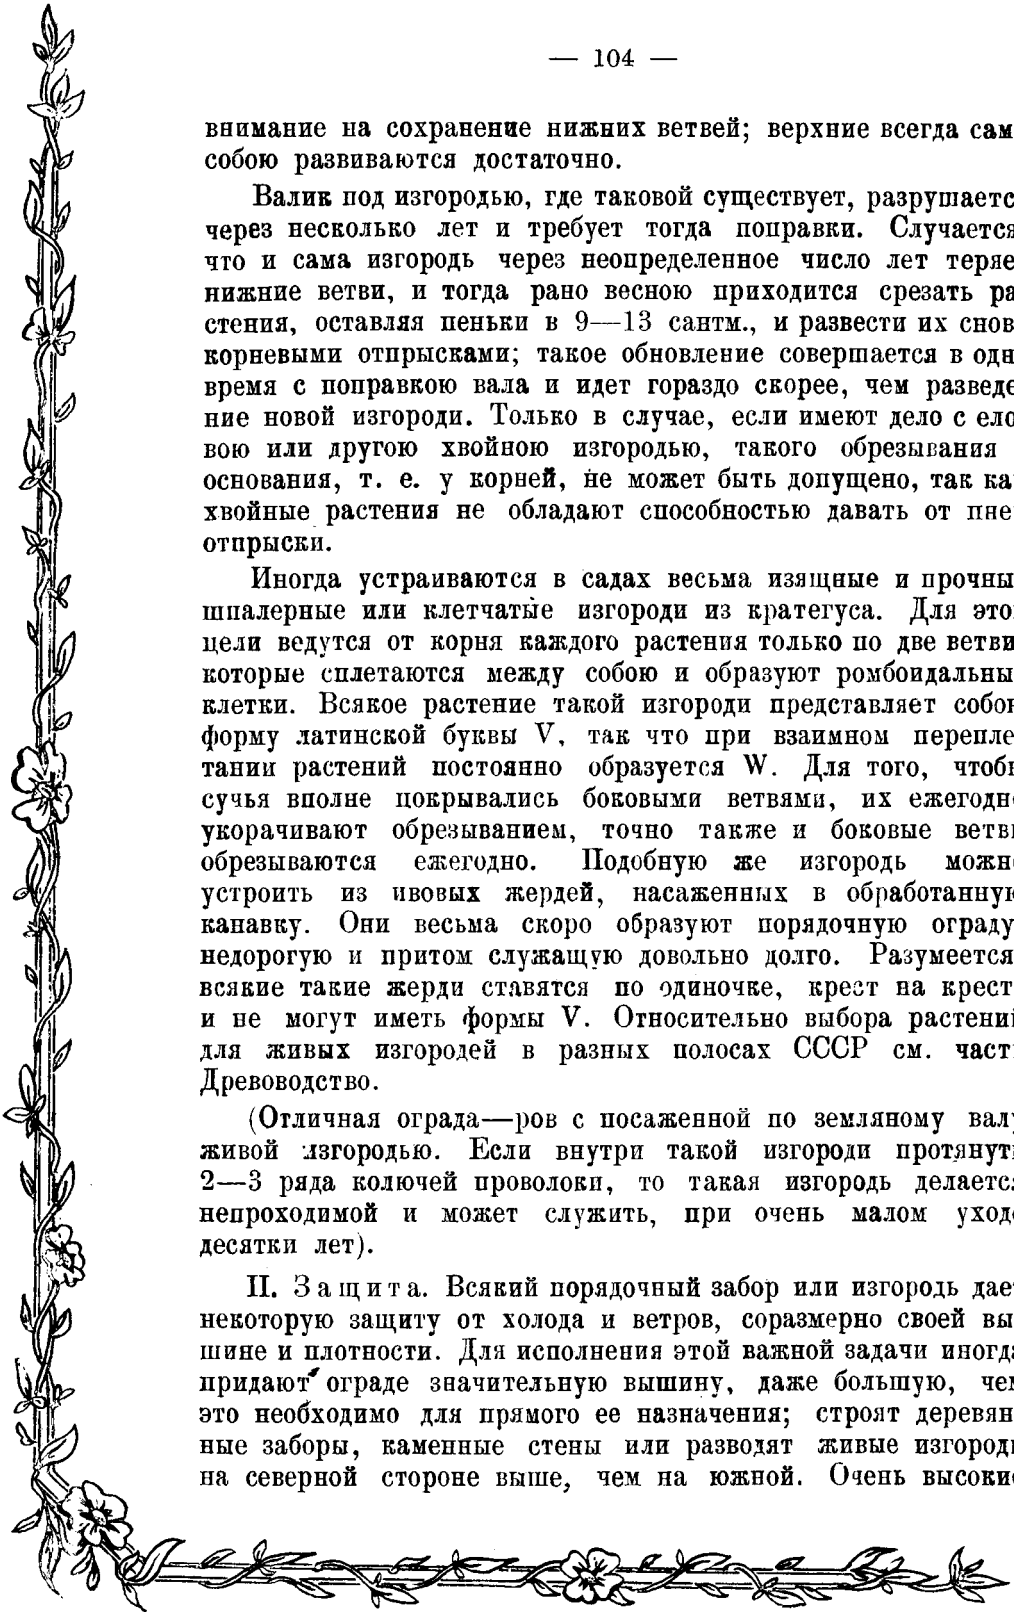 — 104 —
внимание на сохранение нижних ветвей; верхние всегда сам
собою развиваются достаточно.
Валик под изгородью, где таковой существует, разрушаетс
через несколько лет и требует тогда поправки. Случается
что и сама изгородь через неопределенное число лет теряе
нижние ветви, и тогда рано весною приходится срезать ра
стения, оставляя пеньки в 9—13 сантм., и развести их снов
корневыми отпрысками; такое обновление совершается в одн
время с поправкою вала и идет гораздо скорее, чем разведе
ние новой изгороди. Только в случае, если имеют дело с ело
вою или другою хвойною изгородью, такого обрезывания
основания, т. е. у корней, не может быть допущено, так ка
хвойные растения не обладают способностью давать от пне
отпрыски.
Иногда устраиваются в садах весьма изящные и прочны
шпалерные или клетчатые изгороди из кратегуса. Для это
цели ведутся от корня каждого растения только по две ветви
которые сплетаются между собою и образуют ромбоидальны
клетки. Всякое растение такой изгороди представляет собою
форму латинской буквы V, так что при взаимном перепле
тании растений постоянно образуется W. Для того, чтобы
сучья вполне покрывались боковыми ветвями, их ежегодн
укорачивают обрезыванием, точно также и боковые ветви
обрезываются ежегодно. Подобную же изгородь можн
устроить из ивовых жердей, насаженных в обработанную
канавку. Они весьма скоро образуют порядочную ограду
недорогую и притом служащую довольно долго. Разумеется
всякие такие жерди ставятся по одиночке, крест на крест
и не могут иметь формы V. Относительно выбора растений
для живых изгородей в разных полосах СССР см. часть
Древоводство.
(Отличная ограда—ров с посаженной по земляному валу
живой изгородью. Если внутри такой изгороди протянуть
2—3 ряда колючей проволоки, то такая изгородь делаетс
непроходимой и может служить, при очень малом уход
десятки лет).
II. Защита. Всякий порядочный забор или изгородь дает
некоторую защиту от холода и ветров, соразмерно своей вы
шине и плотности. Для исполнения этой важной задачи иногда
придают ограде значительную вышину, даже большую, чем
это необходимо для прямого ее назначения; строят деревян
ные заборы, каменные стены или разводят живые изгороди
на северной стороне выше, чем на южной. Очень высоки